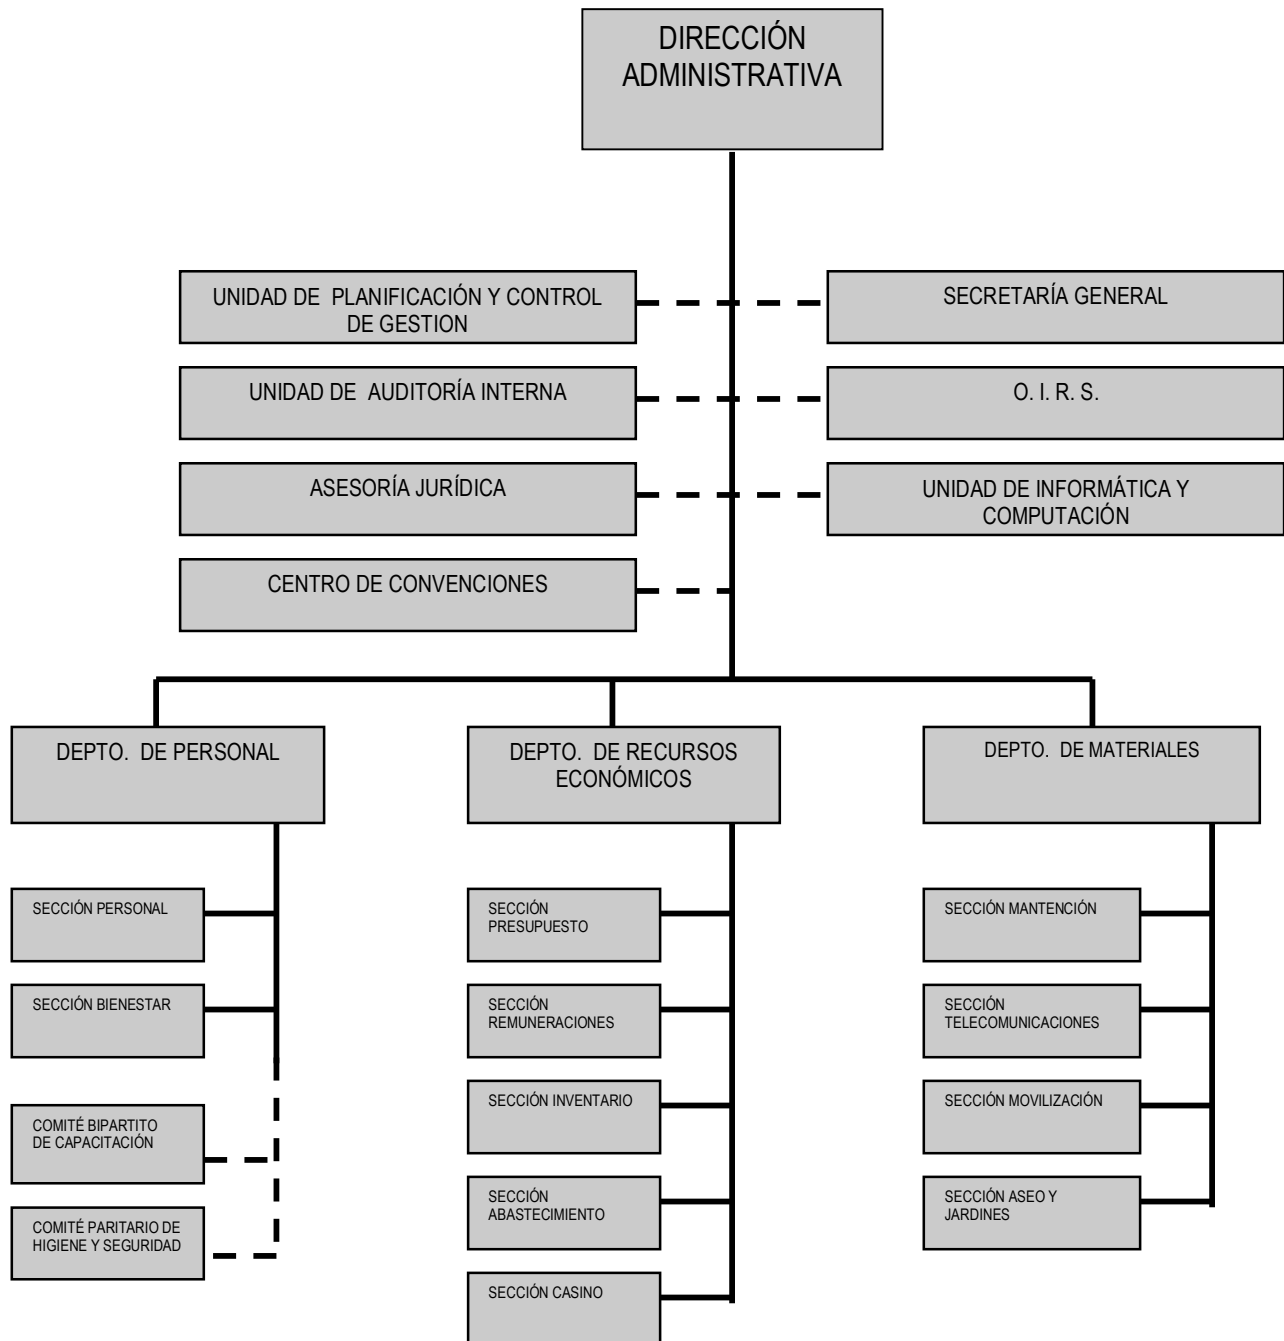 DIRECCIÓN
ADMINISTRATIVA
UNIDAD DE PLANIFICACIÓN Y CONTROL
DE GESTION
SECRETARÍA GENERAL
UNIDAD DE AUDITORÍA INTERNA
O. I. R. S.
ASESORÍA JURÍDICA
UNIDAD DE INFORMÁTICA Y
COMPUTACIÓN
CENTRO DE CONVENCIONES
DEPTO. DE PERSONAL
DEPTO. DE RECURSOS
ECONÓMICOS
DEPTO. DE MATERIALES
SECCIÓN PERSONAL
SECCIÓN BIENESTAR
COMITÉ BIPARTITO
DE CAPACITACIÓN
COMITÉ PARITARIO DE
HIGIENE Y SEGURIDAD
SECCIÓN
PRESUPUESTO
SECCIÓN
REMUNERACIONES
SECCIÓN INVENTARIO
SECCIÓN
ABASTECIMIENTO
SECCIÓN CASINO
SECCIÓN MANTENCIÓN
SECCIÓN
TELECOMUNICACIONES
SECCIÓN MOVILIZACIÓN
SECCIÓN ASEO Y
JARDINES